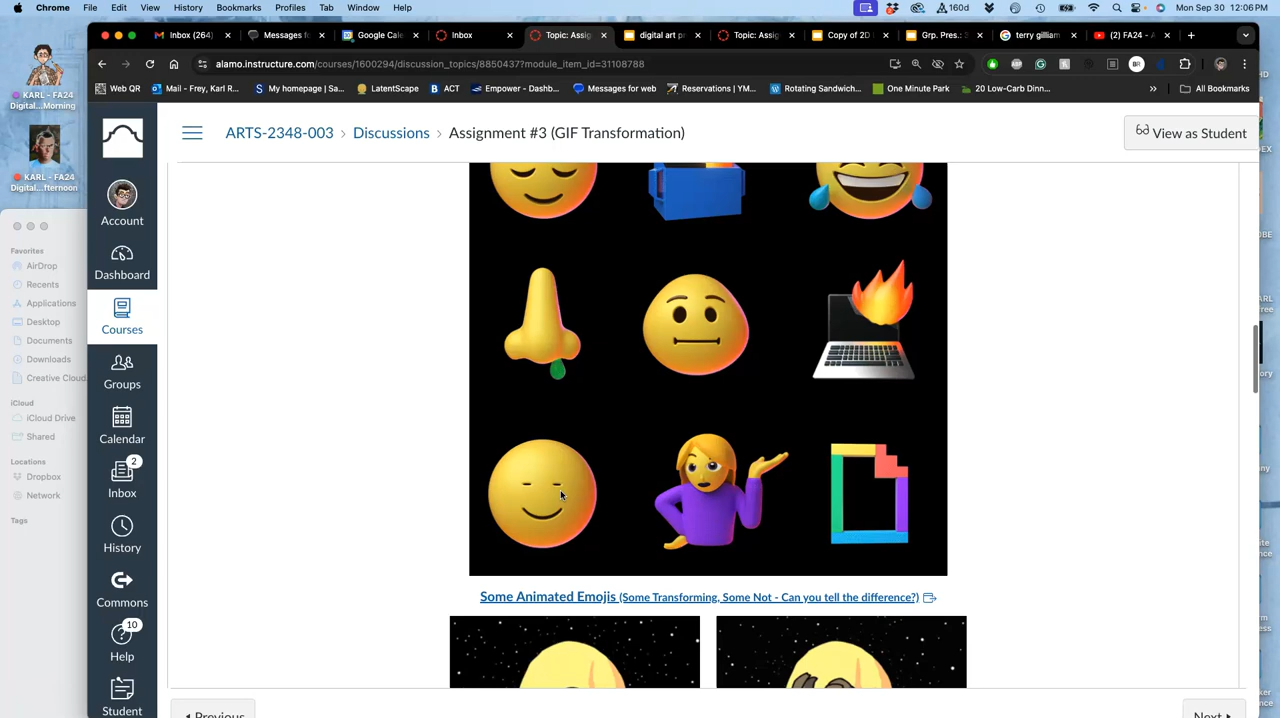 Chrome File Edit View History Bookmarks Profiles Tab Window Help 160d Mon Sep 30 12:06 PM
Inbox (264) Messages f Google Cale Inbox Topic: Assig digital art pr Topic: Assig Copy of 2D Grp. Pres.: 3 terry gilliam (2) FA24 - A
alamo.instructure.com/courses/1600294/discussion_topics/8850437?module_item_id=31108788
Web QR Mail - Frey, Karl R... My homepage | Sa... LatentScape ACT Empower - Dashb... Messages for web Reservations | YM... Rotating Sandwich... One Minute Park 20 Low-Carb Dinn... » All Bookmarks
KARL - FA24
Digital...Morning
KARL - FA24
Digital...fternoon
Favorites
AirDrop
Recents
Applications
Desktop
Documents
Downloads
Creative Cloud
iCloud
iCloud Drive
Shared
Locations
Dropbox
Network
Tags
Account
Dashboard
Courses
Groups
Calendar
2
Inbox
History
Commons
10
Help
Student
ARTS-2348-003 › Discussions › Assignment #3 (GIF Transformation)
View as Student
Some Animated Emojis (Some Transforming, Some Not - Can you tell the difference?)
Previous
Next